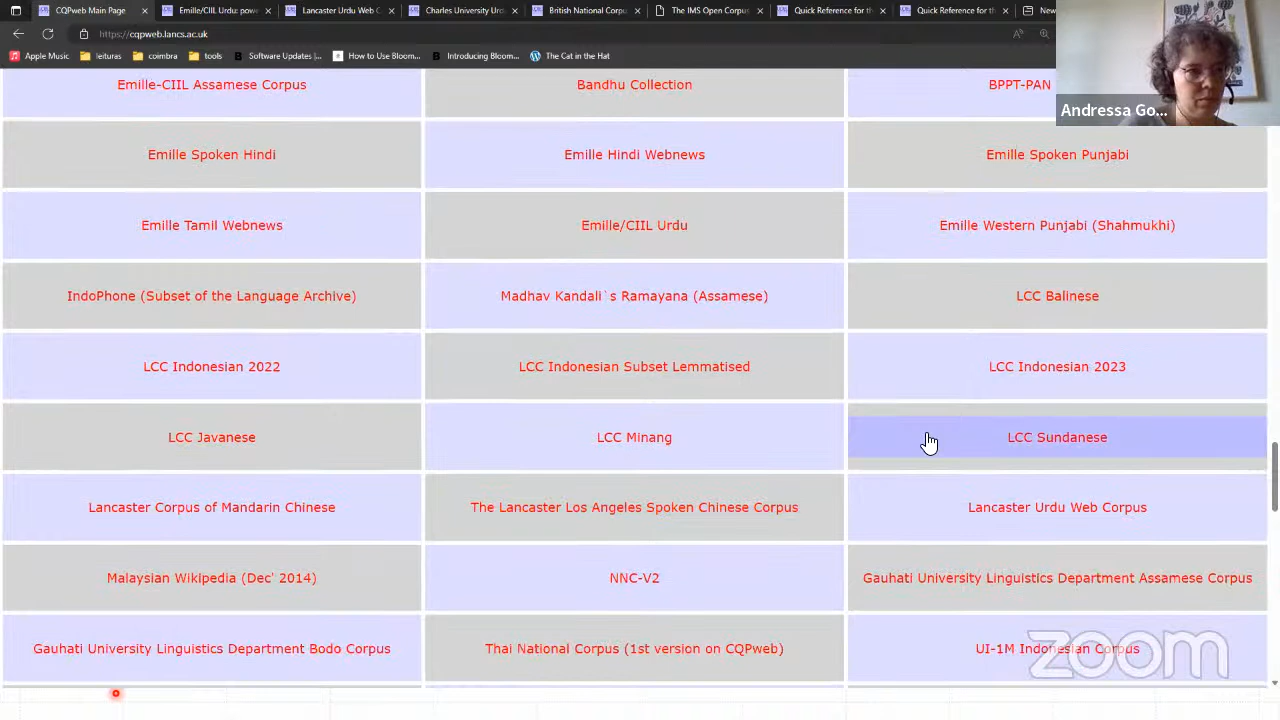 CQPweb Main Page
Emille/CIIL Urdu: pow
Lancaster Urdu Web C
Charles University Urd
British National Corpu
The IMS Open Corpus
Quick Reference for th
Quick Reference for th
New
https://cqpweb.lancs.ac.uk
Apple Music
leituras
coimbra
tools
Software Updates |...
How to Use Bloom...
Introducing Bloom...
The Cat in the Hat
Andressa Go...
Emille-CIIL Assamese Corpus
Bandhu Collection
BPPT-PAN
Emille Spoken Hindi
Emille Hindi Webnews
Emille Spoken Punjabi
Emille Tamil Webnews
Emille/CIIL Urdu
Emille Western Punjabi (Shahmukhi)
IndoPhone (Subset of the Language Archive)
Madhav Kandali`s Ramayana (Assamese)
LCC Balinese
LCC Indonesian 2022
LCC Indonesian Subset Lemmatised
LCC Indonesian 2023
LCC Javanese
LCC Minang
LCC Sundanese
Lancaster Corpus of Mandarin Chinese
The Lancaster Los Angeles Spoken Chinese Corpus
Lancaster Urdu Web Corpus
Malaysian Wikipedia (Dec' 2014)
NNC-V2
Gauhati University Linguistics Department Assamese Corpus
Gauhati University Linguistics Department Bodo Corpus
Thai National Corpus (1st version on CQPweb)
UI-1M Indonesian Corpus
zoom